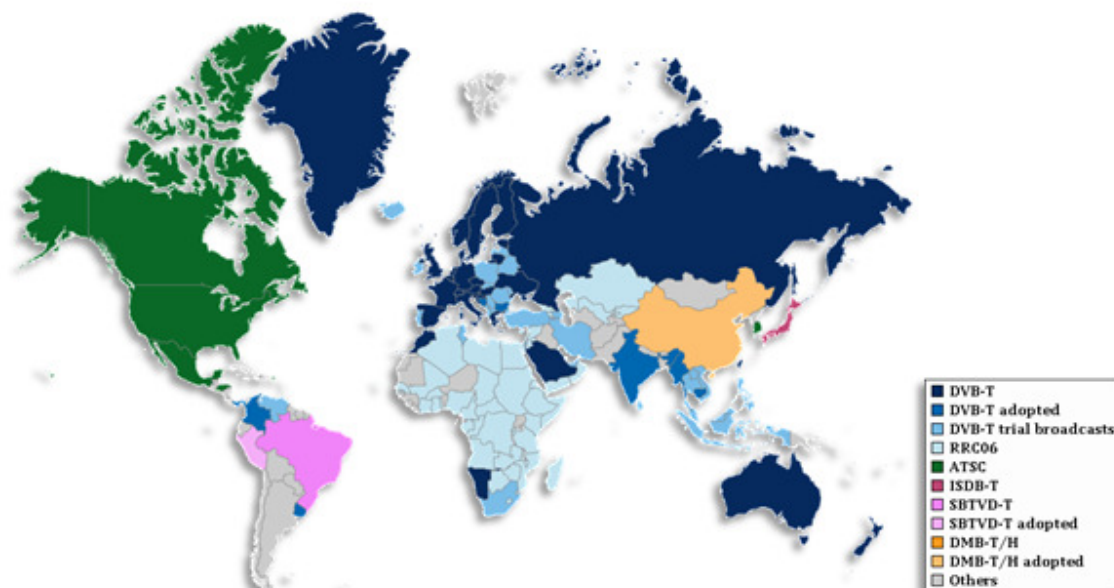 DVB-T
DVB-T adopted
DVB-T trial broadcasts
RRC06
ATSC
ISDB-T
SBTVD-T
SBTVD-T adopted
DMB-T/H
DMB-T/H adopted
Others